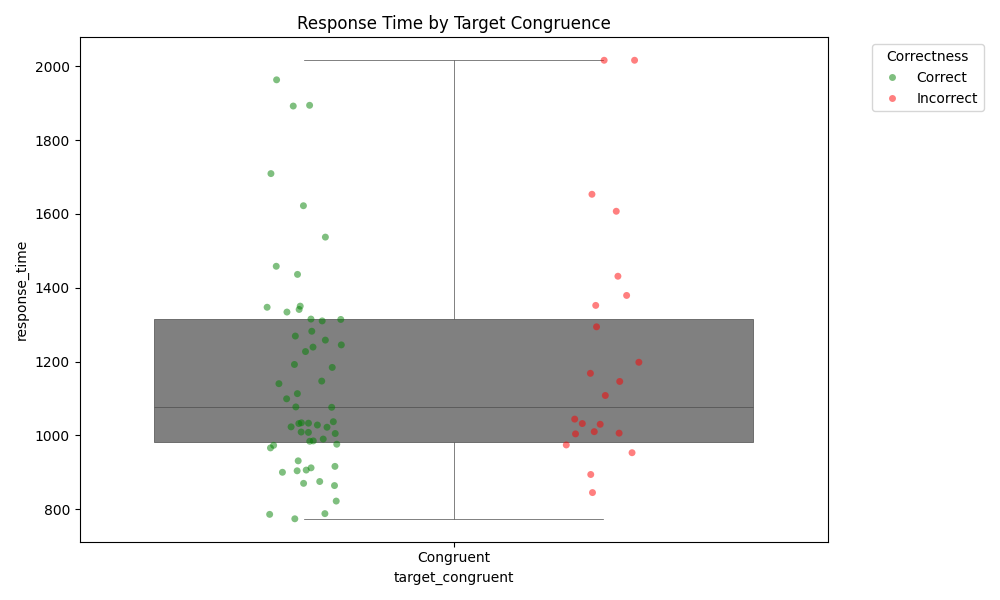 Response Time by Target Congruence
Correctness
Correct
Incorrect
2000
1800
1600
1400
1200
1000
800
response_time
Congruent
target_congruent